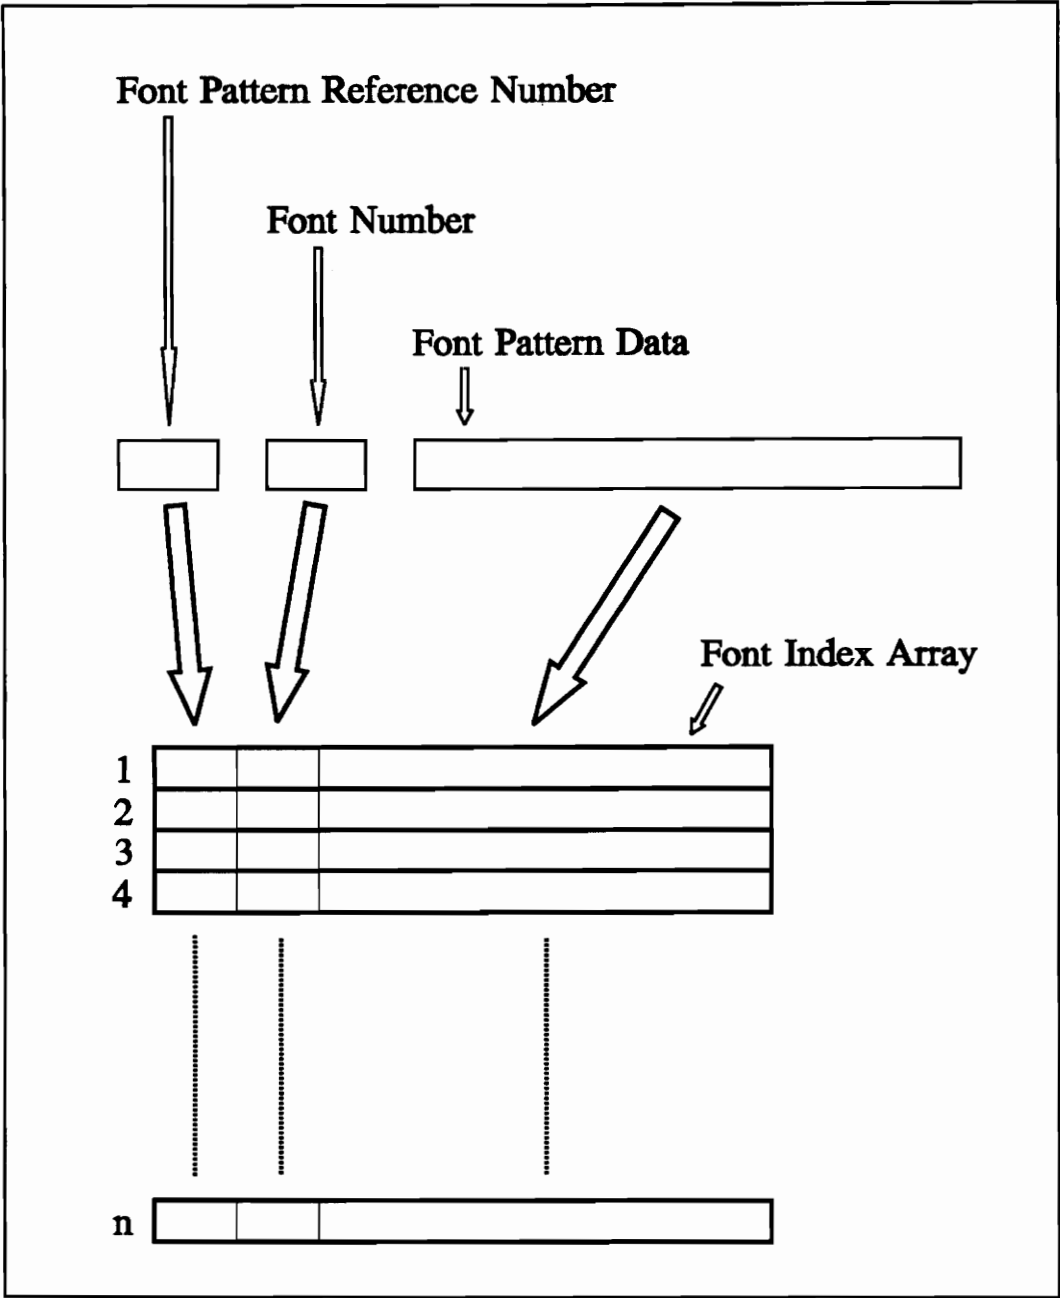 Font Pattern Reference Number
Font Number
Font Pattern Data
Font Index Array
1
2
3
4
n